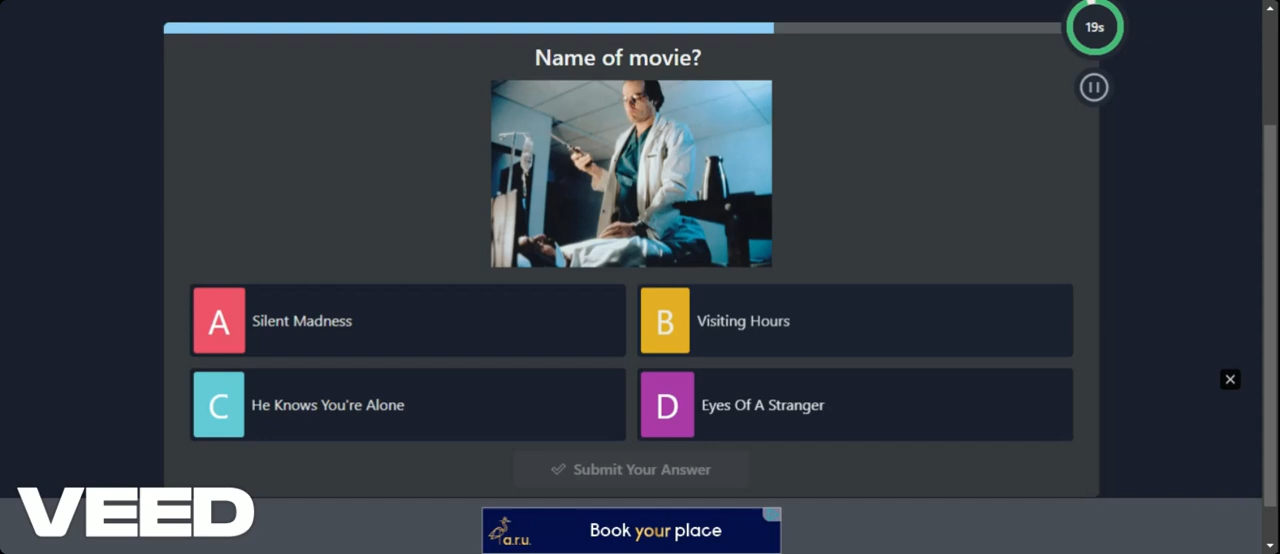 19s
Name of movie?
A Silent Madness
B Visiting Hours
C He Knows You're Alone
D Eyes Of A Stranger
Submit Your Answer
VEED
a.r.u.
Book your place